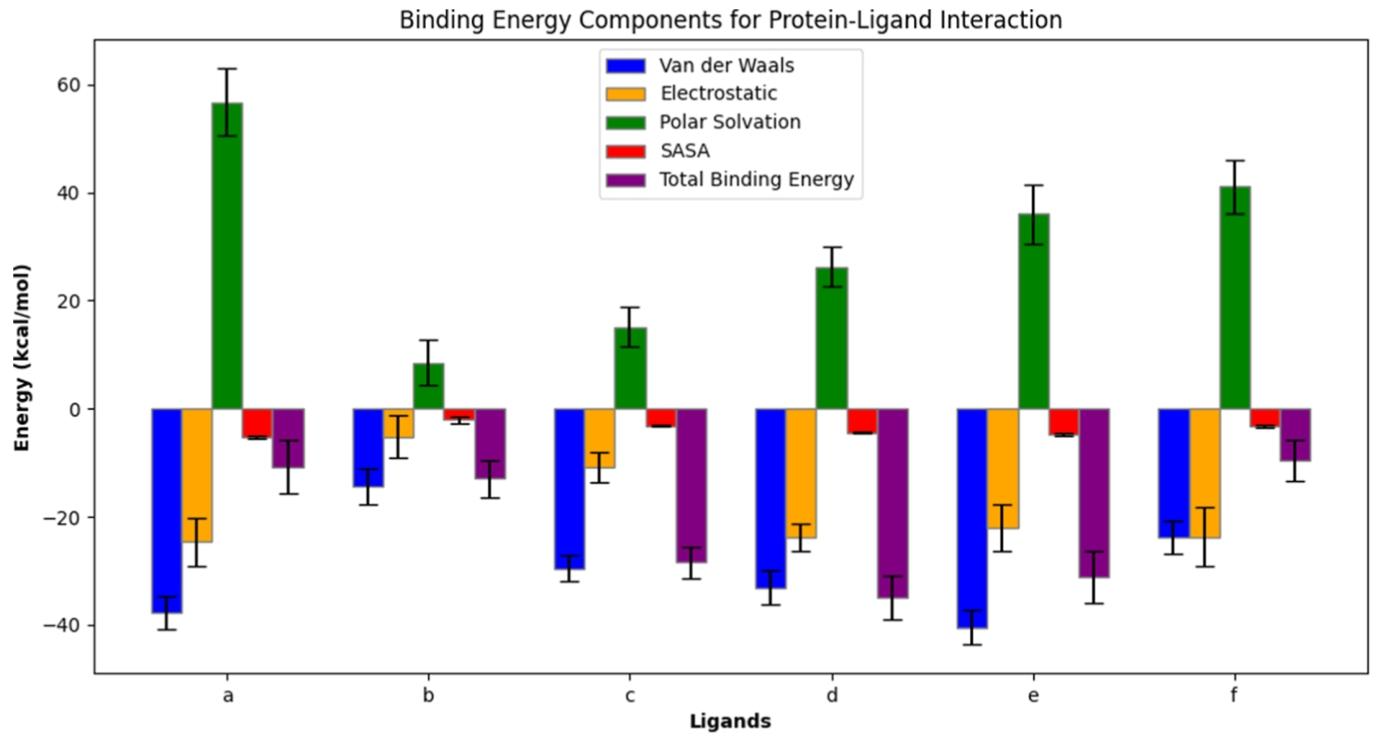 Binding Energy Components for Protein-Ligand Interaction
Van der Waals
Electrostatic
Polar Solvation
SASA
Total Binding Energy
Energy (kcal/mol)
60
40
20
0
−20
−40
a b c d e f
Ligands